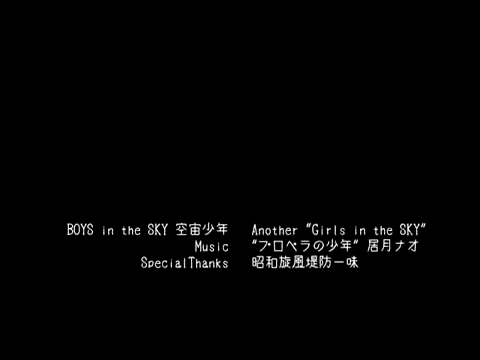 BOYS in the SKY 空宙少年 Another "Girls in the SKY"
Music "プロペラの少年" 居月ナオ
SpecialThanks 昭和旋風堤防一味